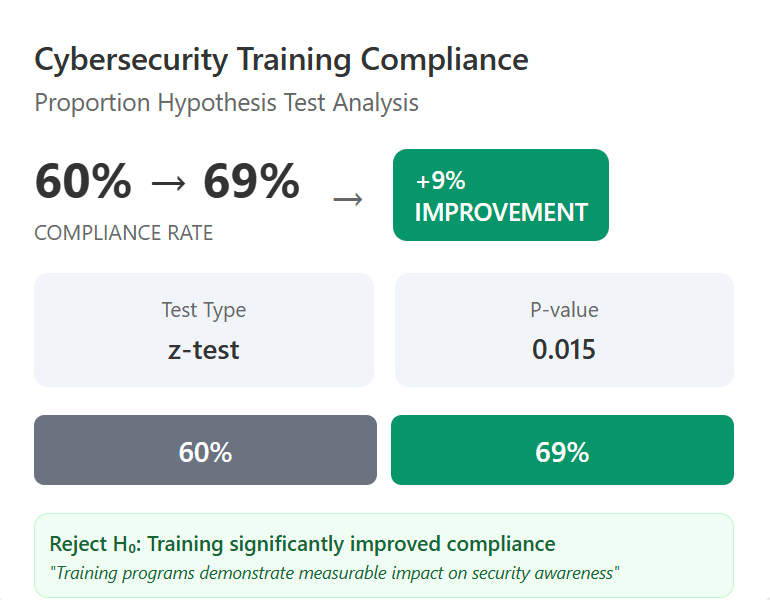 Cybersecurity Training Compliance
Proportion Hypothesis Test Analysis
60% → 69% → +9%
IMPROVEMENT
COMPLIANCE RATE
Test Type
z-test
P-value
0.015
60%
69%
Reject H₀: Training significantly improved compliance
"Training programs demonstrate measurable impact on security awareness"